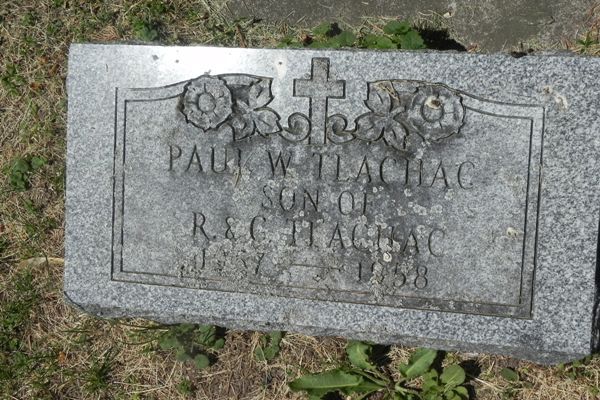 PAUL W. TLACHAC
SON OF
R. & C. TLACHAC
1958